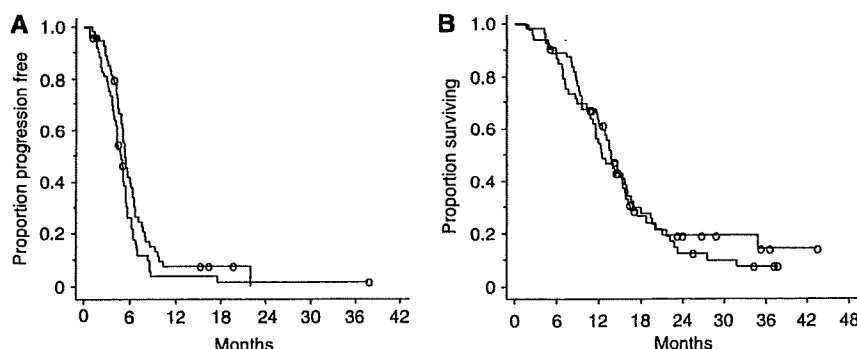 A
Proportion progression free
1.0
0.8
0.6
0.4
0.2
0
0 6 12 18 24 30 36 42
Months
B
Proportion surviving
1.0
0.8
0.6
0.4
0.2
0
0 6 12 18 24 30 36 42 48
Months